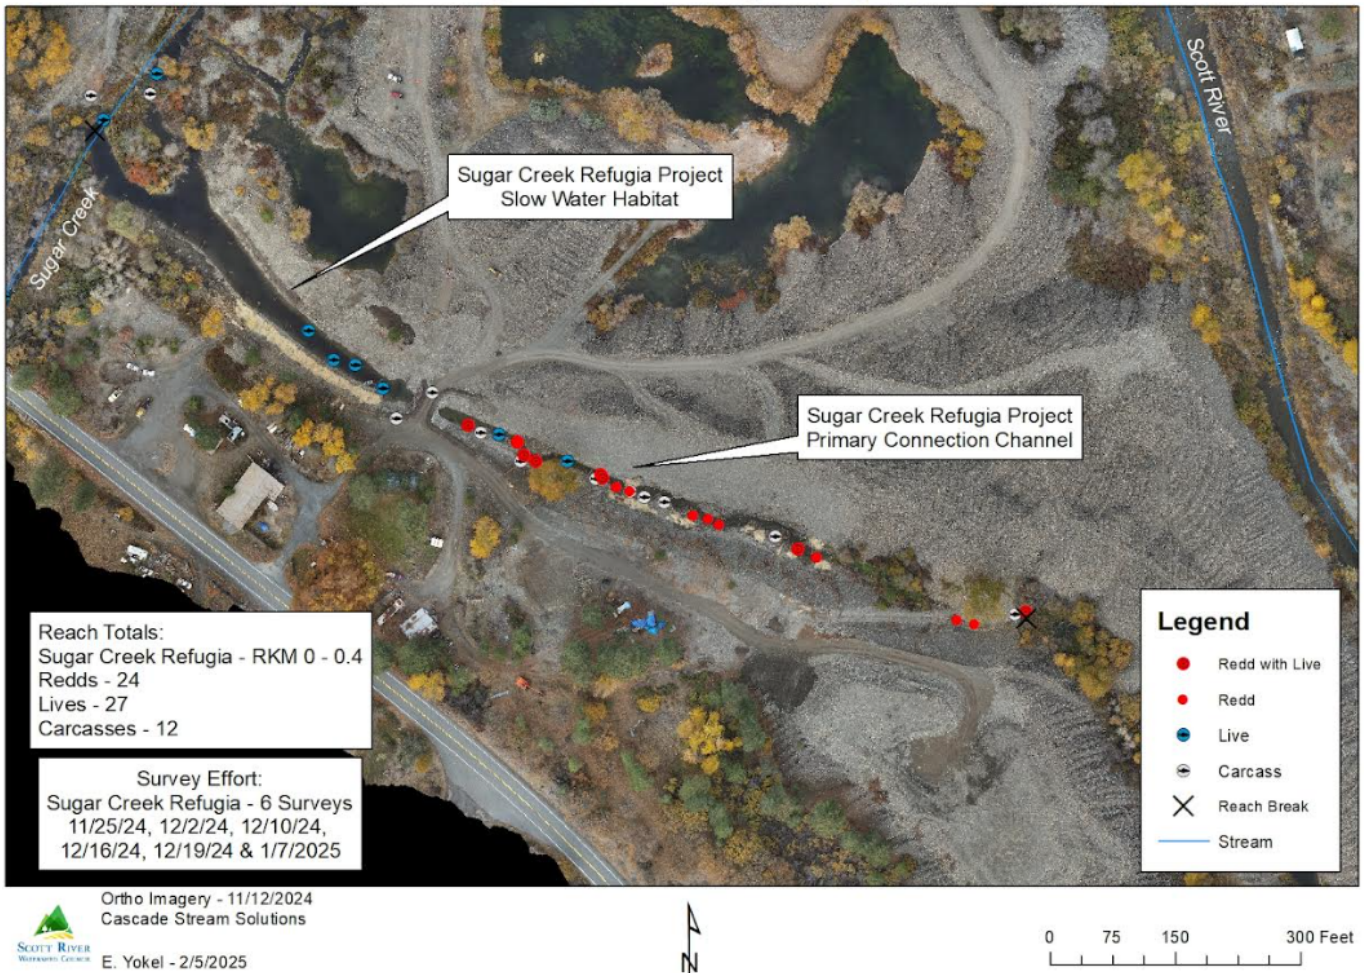 Scott River
Sugar Creek Refugia Project
Slow Water Habitat
Sugar Creek
Sugar Creek Refugia Project
Primary Connection Channel
Reach Totals:
Sugar Creek Refugia - RKM 0 - 0.4
Redds - 24
Lives - 27
Carcasses - 12
Survey Effort:
Sugar Creek Refugia - 6 Surveys
11/25/24, 12/2/24, 12/10/24,
12/16/24, 12/19/24 & 1/7/2025
Legend
Redd with Live
Redd
Live
Carcass
Reach Break
Stream
Ortho Imagery - 11/12/2024
Cascade Stream Solutions
SCOTT RIVER
WATERSHED COUNCIL
E. Yokel - 2/5/2025
N
0 75 150 300 Feet